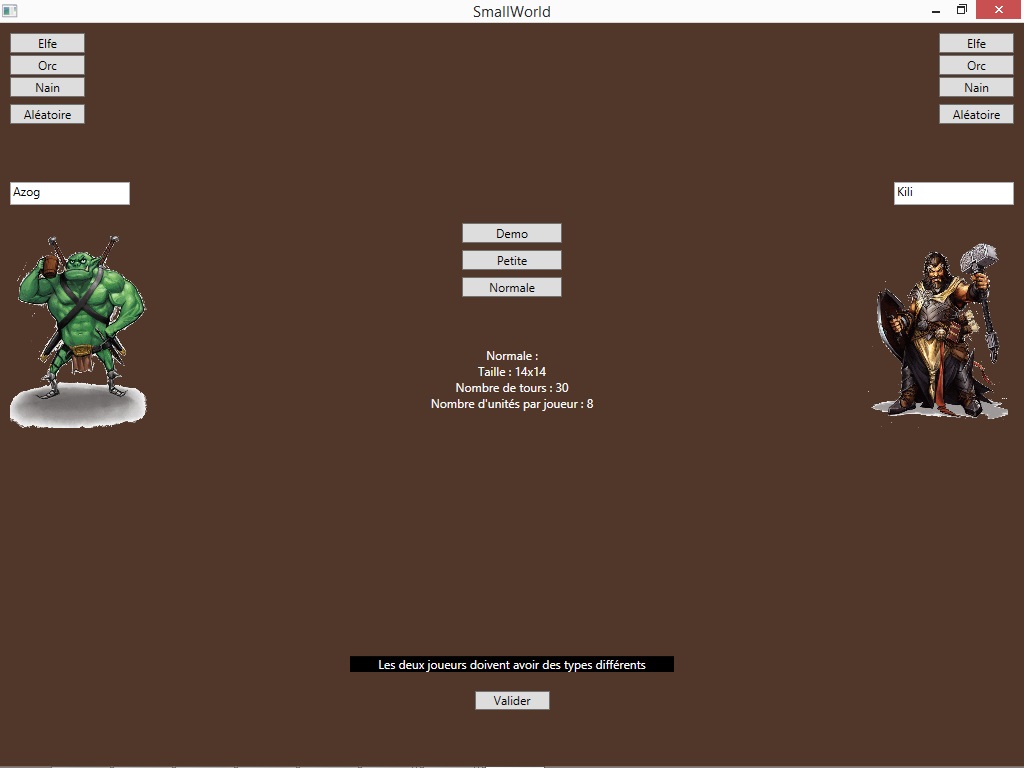 SmallWorld
Elfe
Orc
Nain
Aléatoire
Elfe
Orc
Nain
Aléatoire
Azog
Kili
Demo
Petite
Normale
Normale :
Taille : 14x14
Nombre de tours : 30
Nombre d'unités par joueur : 8
Les deux joueurs doivent avoir des types différents
Valider